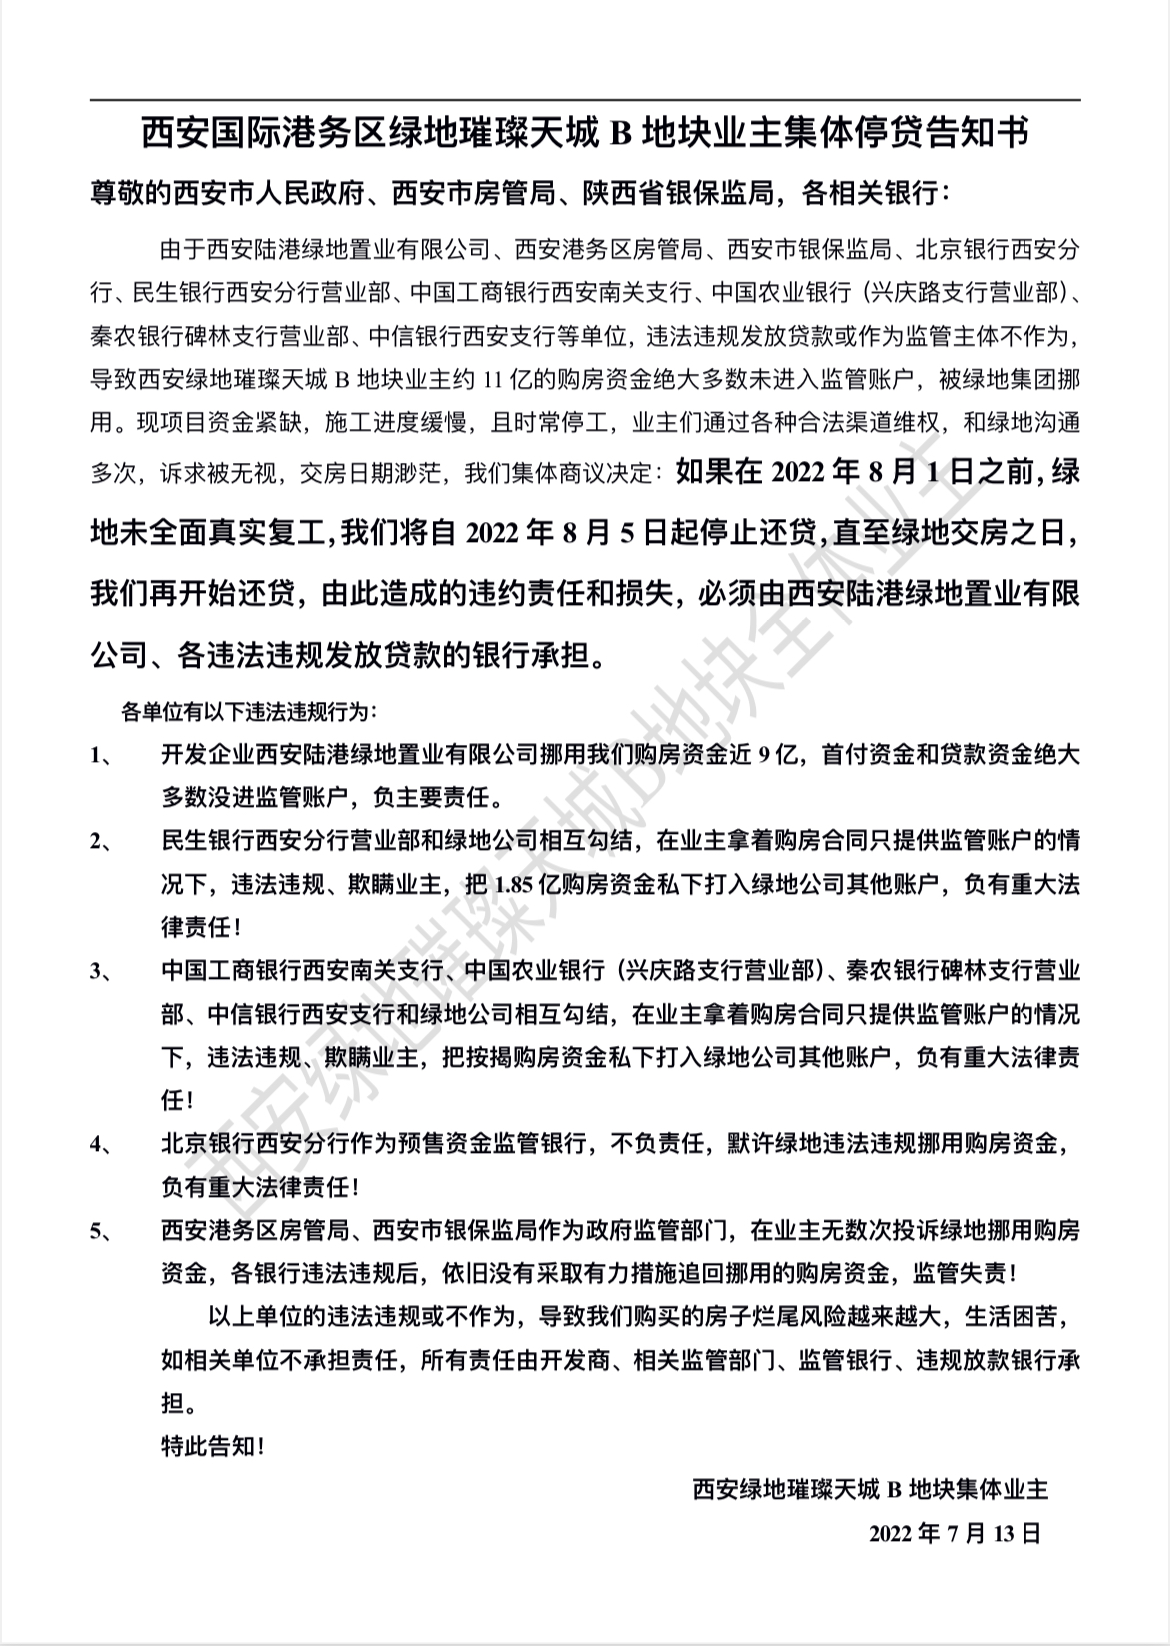 西安国际港务区绿地璀璨天城 B 地块业主集体停贷告知书
尊敬的西安市人民政府、西安市房管局、陕西省银保监局，各相关银行：
由于西安陆港绿地置业有限公司、西安港务区房管局、西安市银保监局、北京银行西安分
行、民生银行西安分行营业部、中国工商银行西安南关支行、中国农业银行（兴庆路支行营业部）、
秦农银行碑林支行营业部、中信银行西安支行等单位，违法违规发放贷款或作为监管主体不作为，
导致西安绿地璀璨天城 B 地块业主约 11 亿的购房资金绝大多数未进入监管账户，被绿地集团挪
用。现项目资金紧缺，施工进度缓慢，且时常停工，业主们通过各种合法渠道维权，和绿地沟通
多次，诉求被无视，交房日期渺茫，我们集体商议决定：如果在 2022 年 8 月 1 日之前，绿
地未全面真实复工，我们将自 2022 年 8 月 5 日起停止还贷，直至绿地交房之日，
我们再开始还贷，由此造成的违约责任和损失，必须由西安陆港绿地置业有限
公司、各违法违规发放贷款的银行承担。
各单位有以下违法违规行为：
1、 开发企业西安陆港绿地置业有限公司挪用我们购房资金近 9 亿，首付资金和贷款资金绝大
多数没进监管账户，负主要责任。
2、 民生银行西安分行营业部和绿地公司相互勾结，在业主拿着购房合同只提供监管账户的情
况下，违法违规、欺瞒业主，把 1.85 亿购房资金私下打入绿地公司其他账户，负有重大法
律责任！
3、 中国工商银行西安南关支行、中国农业银行（兴庆路支行营业部）、秦农银行碑林支行营业
部、中信银行西安支行和绿地公司相互勾结，在业主拿着购房合同只提供监管账户的情况
下，违法违规、欺瞒业主，把按揭购房资金私下打入绿地公司其他账户，负有重大法律责
任！
4、 北京银行西安分行作为预售资金监管银行，不负责任，默许绿地违法违规挪用购房资金，
负有重大法律责任！
5、 西安港务区房管局、西安市银保监局作为政府监管部门，在业主无数次投诉绿地挪用购房
资金，各银行违法违规后，依旧没有采取有力措施追回挪用的购房资金，监管失责！
以上单位的违法违规或不作为，导致我们购买的房子烂尾风险越来越大，生活困苦，
如相关单位不承担责任，所有责任由开发商、相关监管部门、监管银行、违规放款银行承
担。
特此告知！
西安绿地璀璨天城 B 地块集体业主
2022 年 7 月 13 日
西安绿地璀璨天城B地块全体业主